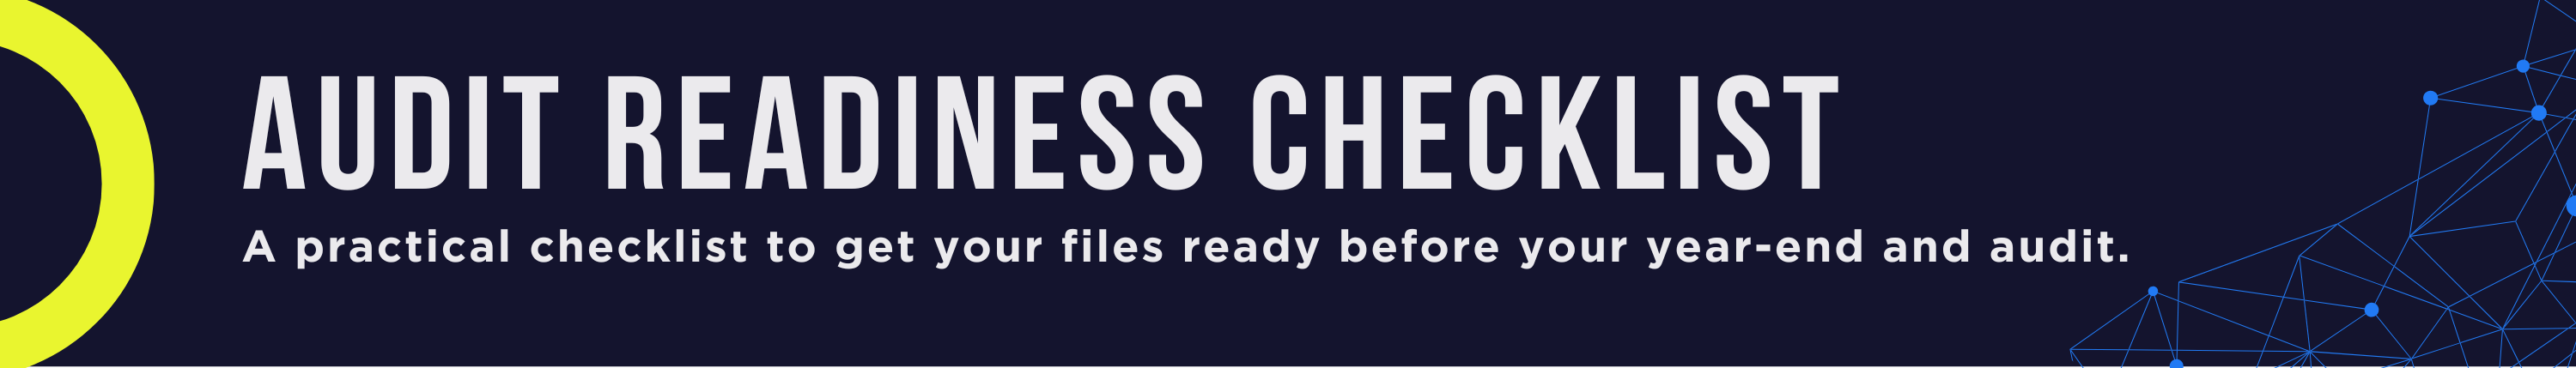 AUDIT READINESS CHECKLIST
A practical checklist to get your files ready before your year-end and audit.